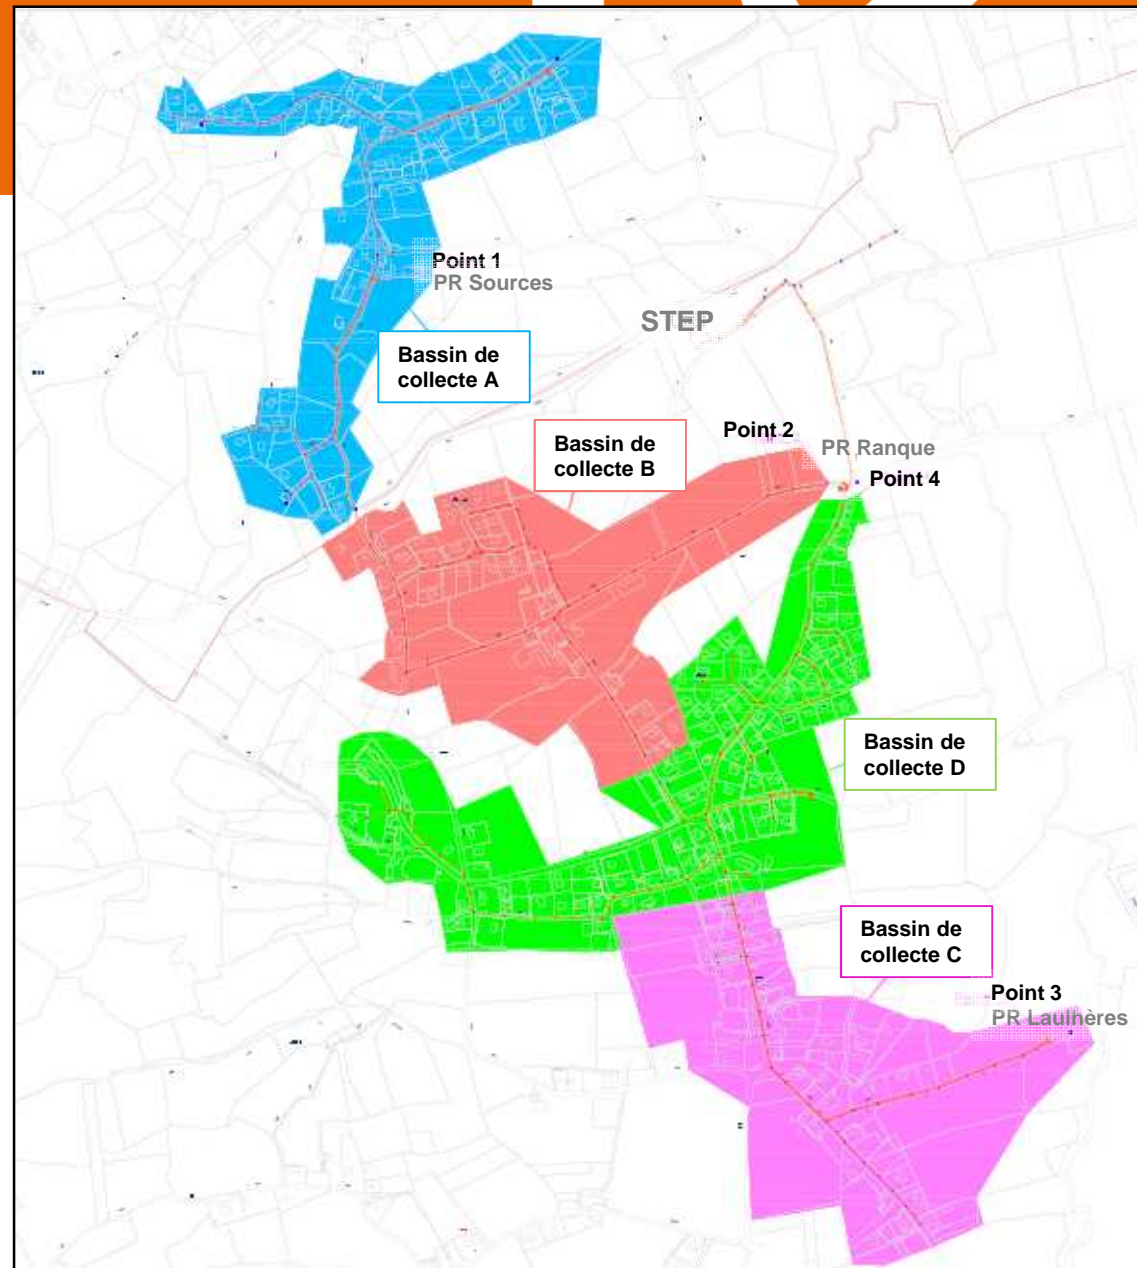 Point 1
PR Sources
STEP
Bassin de
collecte A
Bassin de
collecte B
Point 2
PR Ranque
Point 4
Bassin de
collecte D
Bassin de
collecte C
Point 3
PR Laulhères